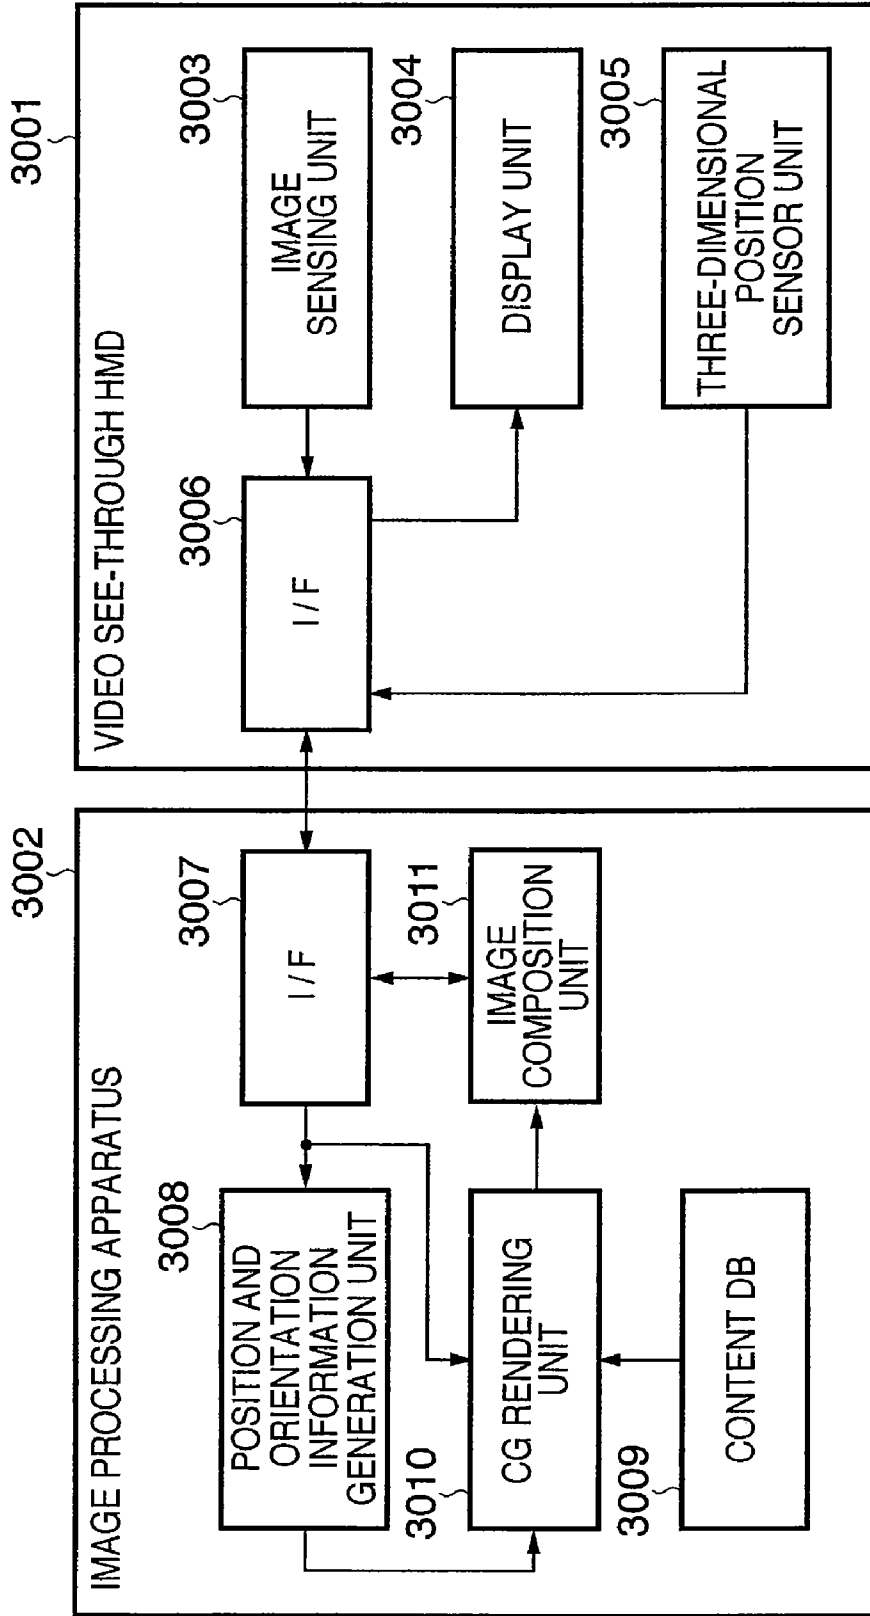 3002
IMAGE PROCESSING APPARATUS
3008
POSITION AND
ORIENTATION
INFORMATION
GENERATION UNIT
3007
I/F
3010
CG RENDERING
UNIT
3011
IMAGE
COMPOSITION
UNIT
3009
CONTENT DB
3001
VIDEO SEE-THROUGH HMD
3006
I/F
3003
IMAGE
SENSING UNIT
3004
DISPLAY UNIT
3005
THREE-DIMENSIONAL
POSITION
SENSOR UNIT